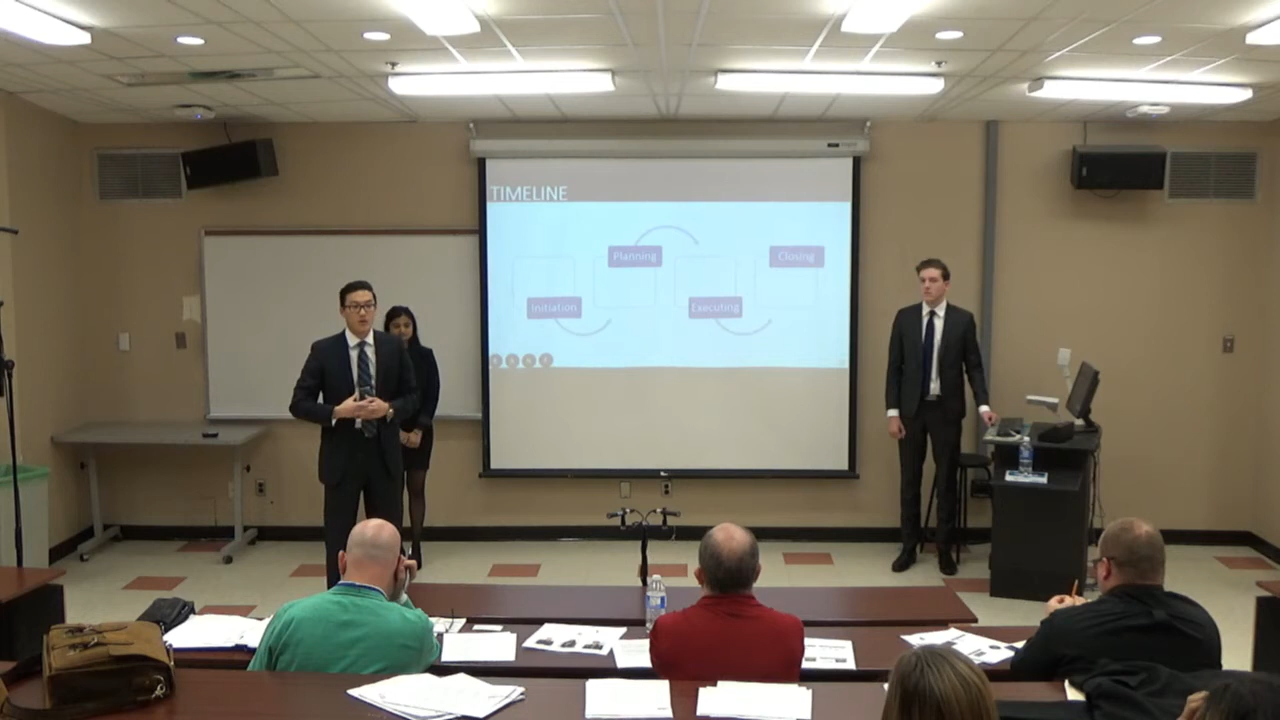 TIMELINE
Planning
Closing
Initiation
Executing